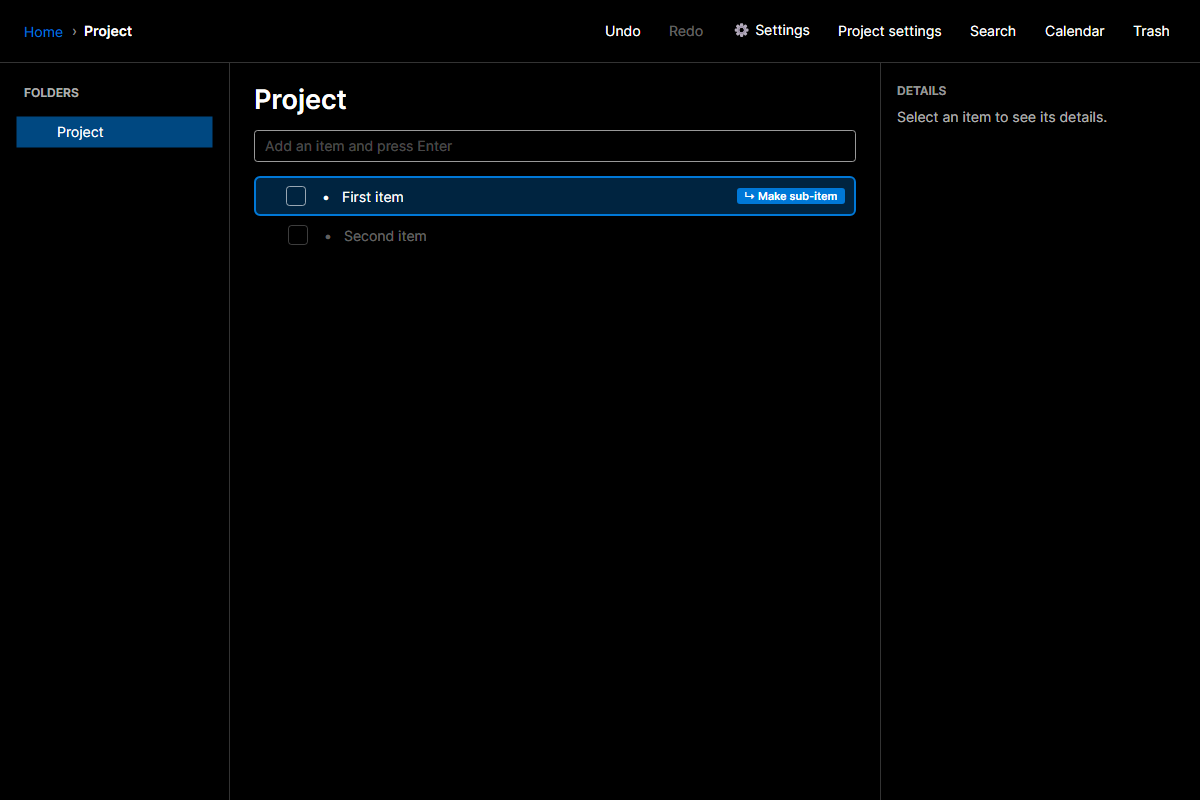 Home › Project
Undo Redo Settings Project settings Search Calendar Trash
FOLDERS
Project
Project
Add an item and press Enter
• First item
↪ Make sub-item
• Second item
DETAILS
Select an item to see its details.